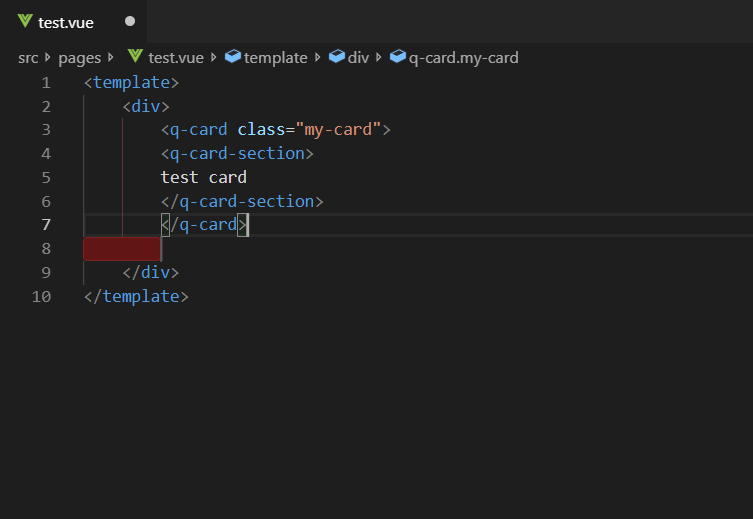 test.vue
src pages test.vue template div q-card.my-card
1 <template>
2 <div>
3 <q-card class="my-card">
4 <q-card-section>
5 test card
6 </q-card-section>
7 </q-card>
8
9 </div>
10 </template>